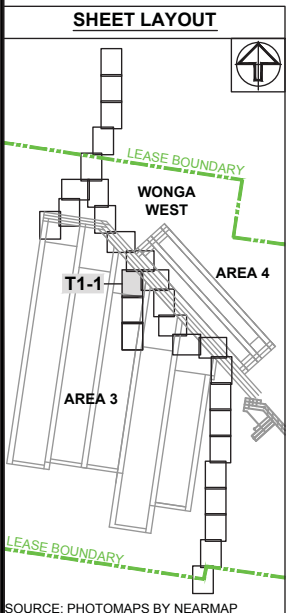 SHEET LAYOUT
LEASE BOUNDARY
WONGA
WEST
AREA 4
T1-1
AREA 3
LEASE BOUNDARY
SOURCE: PHOTOMAPS BY NEARMAP